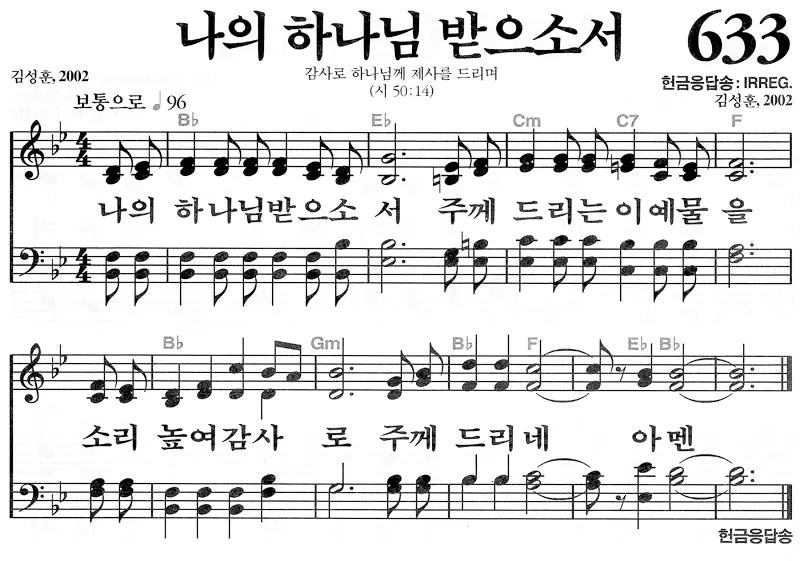 나의 하나님 받으소서 633
김성훈, 2002
감사로 하나님께 제사를 드리며
(시 50:14)
헌금응답송 : IRREG.
김성훈, 2002
보통으로 ♩96
B♭ E♭ Cm C7 F
나의 하나님받으소 서 주께 드리는이예물 을
B♭ Gm B♭ F E♭ B♭
소리 높여감사 로 주께 드리네 아멘
헌금응답송